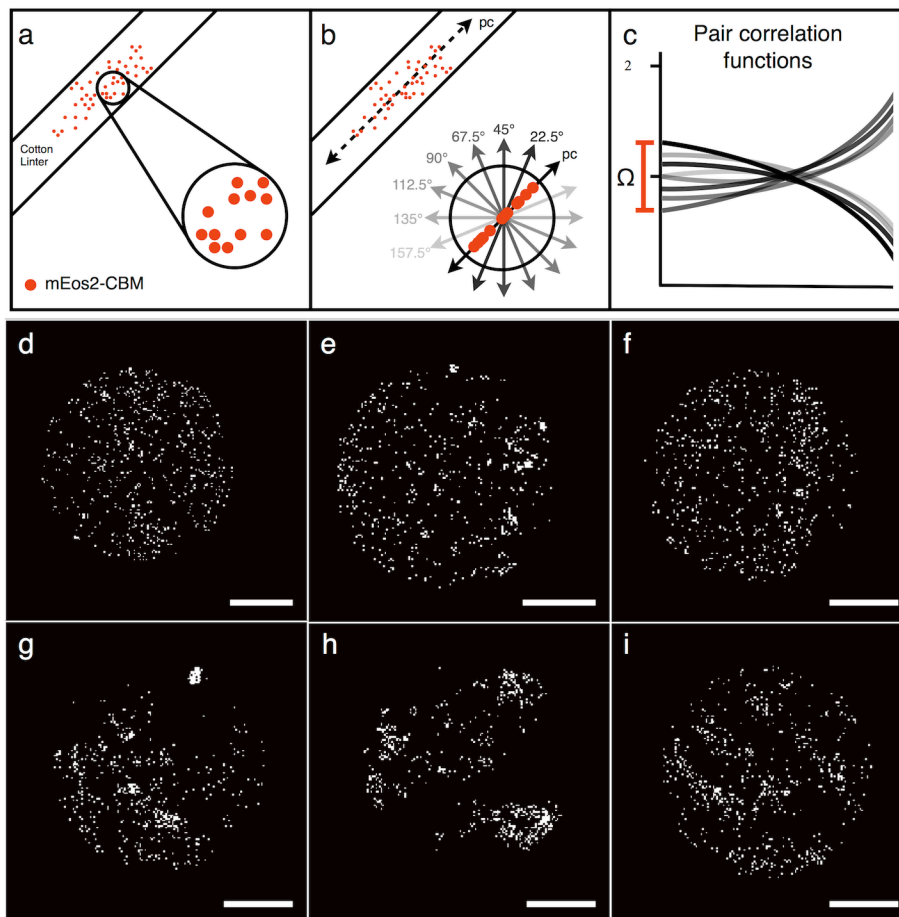 a
Cotton
Linter
mEos2-CBM
b
pc
67.5°
45°
22.5°
90°
pc
112.5°
135°
157.5°
c
Pair correlation
functions
2
Ω
d
e
f
g
h
i